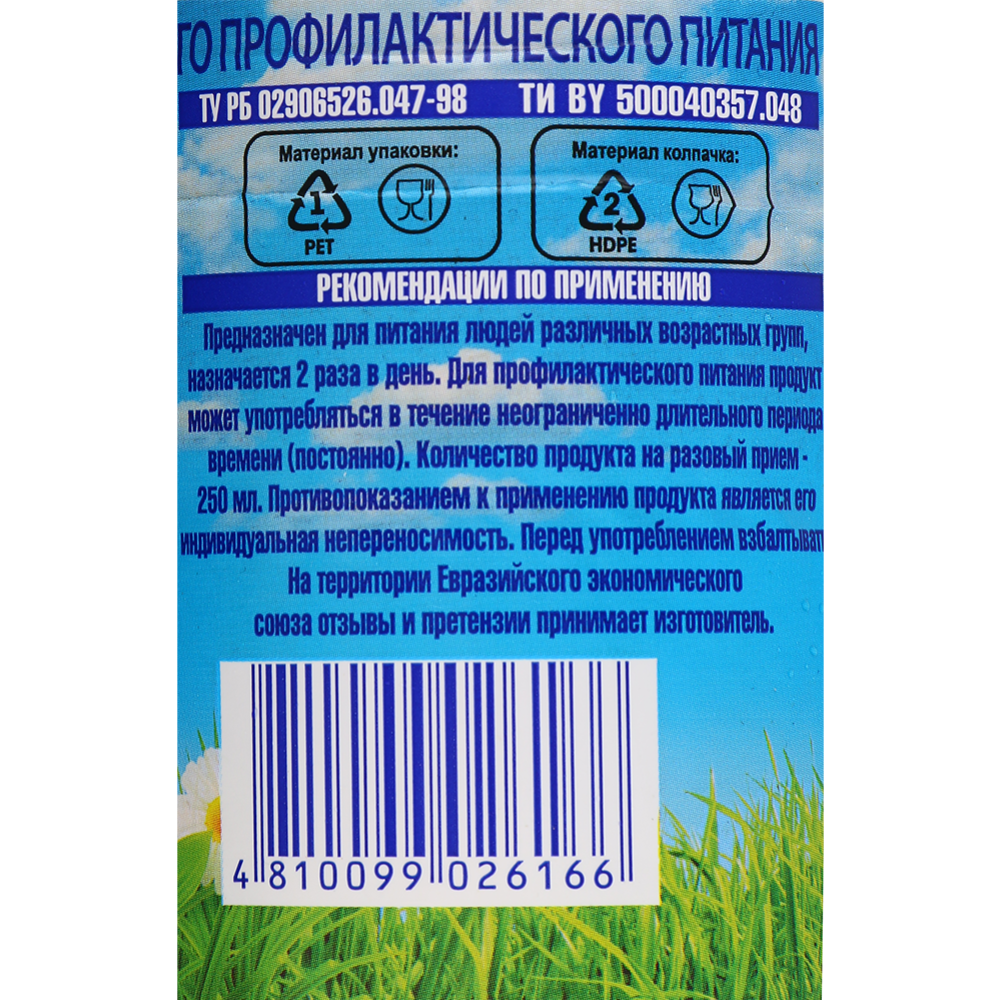 ТО ПРОФИЛАКТИЧЕСКОГО ПИТАНИЯ
ТУ РБ 02906526.047-98 ТИ BY 500040357.048
Материал упаковки: Материал колпачка:
1 2
PET HDPE
РЕКОМЕНДАЦИИ ПО ПРИМЕНЕНИЮ
Предназначен для питания людей различных возрастных групп,
назначается 2 раза в день. Для профилактического питания продукт
может употребляться в течение неограниченно длительного периода
времени (постоянно). Количество продукта на разовый прием -
250 мл. Противопоказанием к применению продукта является его
индивидуальная непереносимость. Перед употреблением взбалтыват
На территории Евразийского экономического
союза отзывы и претензии принимает изготовитель.
4 810099 026166